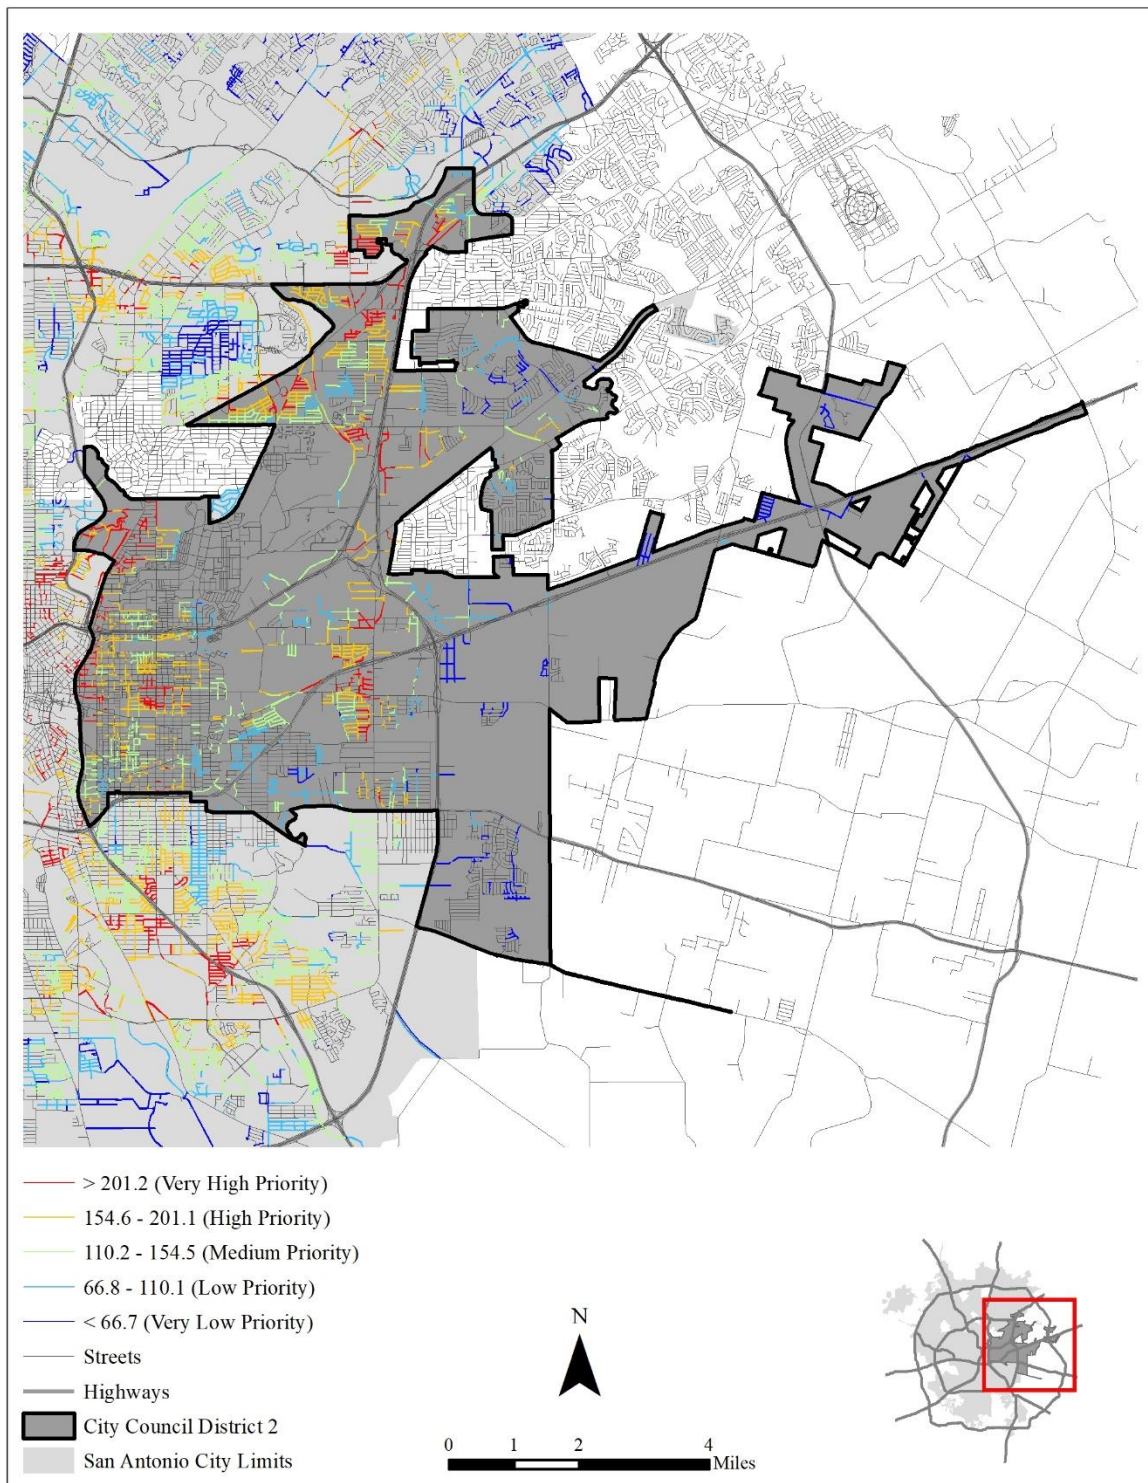 > 201.2 (Very High Priority)
154.6 - 201.1 (High Priority)
110.2 - 154.5 (Medium Priority)
66.8 - 110.1 (Low Priority)
< 66.7 (Very Low Priority)
Streets
Highways
City Council District 2
San Antonio City Limits
N
0 1 2 4
Miles